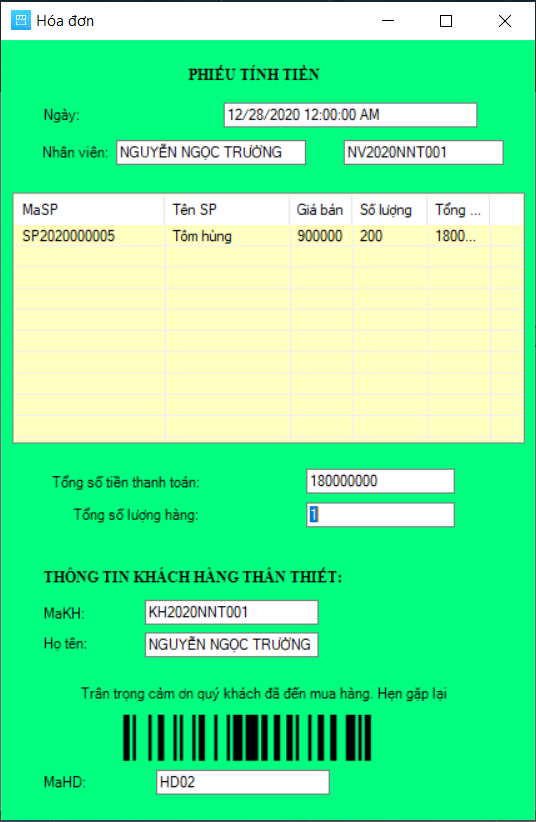 Hóa đơn
PHIẾU TÍNH TIỀN
Ngày: 12/28/2020 12:00:00 AM
Nhân viên: NGUYỄN NGỌC TRƯỜNG NV2020NNT001
MaSP Tên SP Giá bán Số lượng Tổng ...
SP2020000005 Tôm hùng 900000 200 1800...
Tổng số tiền thanh toán: 180000000
Tổng số lượng hàng: 1
THÔNG TIN KHÁCH HÀNG THÂN THIẾT:
MaKH: KH2020NNT001
Họ tên: NGUYỄN NGỌC TRƯỜNG
Trân trọng cảm ơn quý khách đã đến mua hàng. Hẹn gặp lại
MaHD: HD02